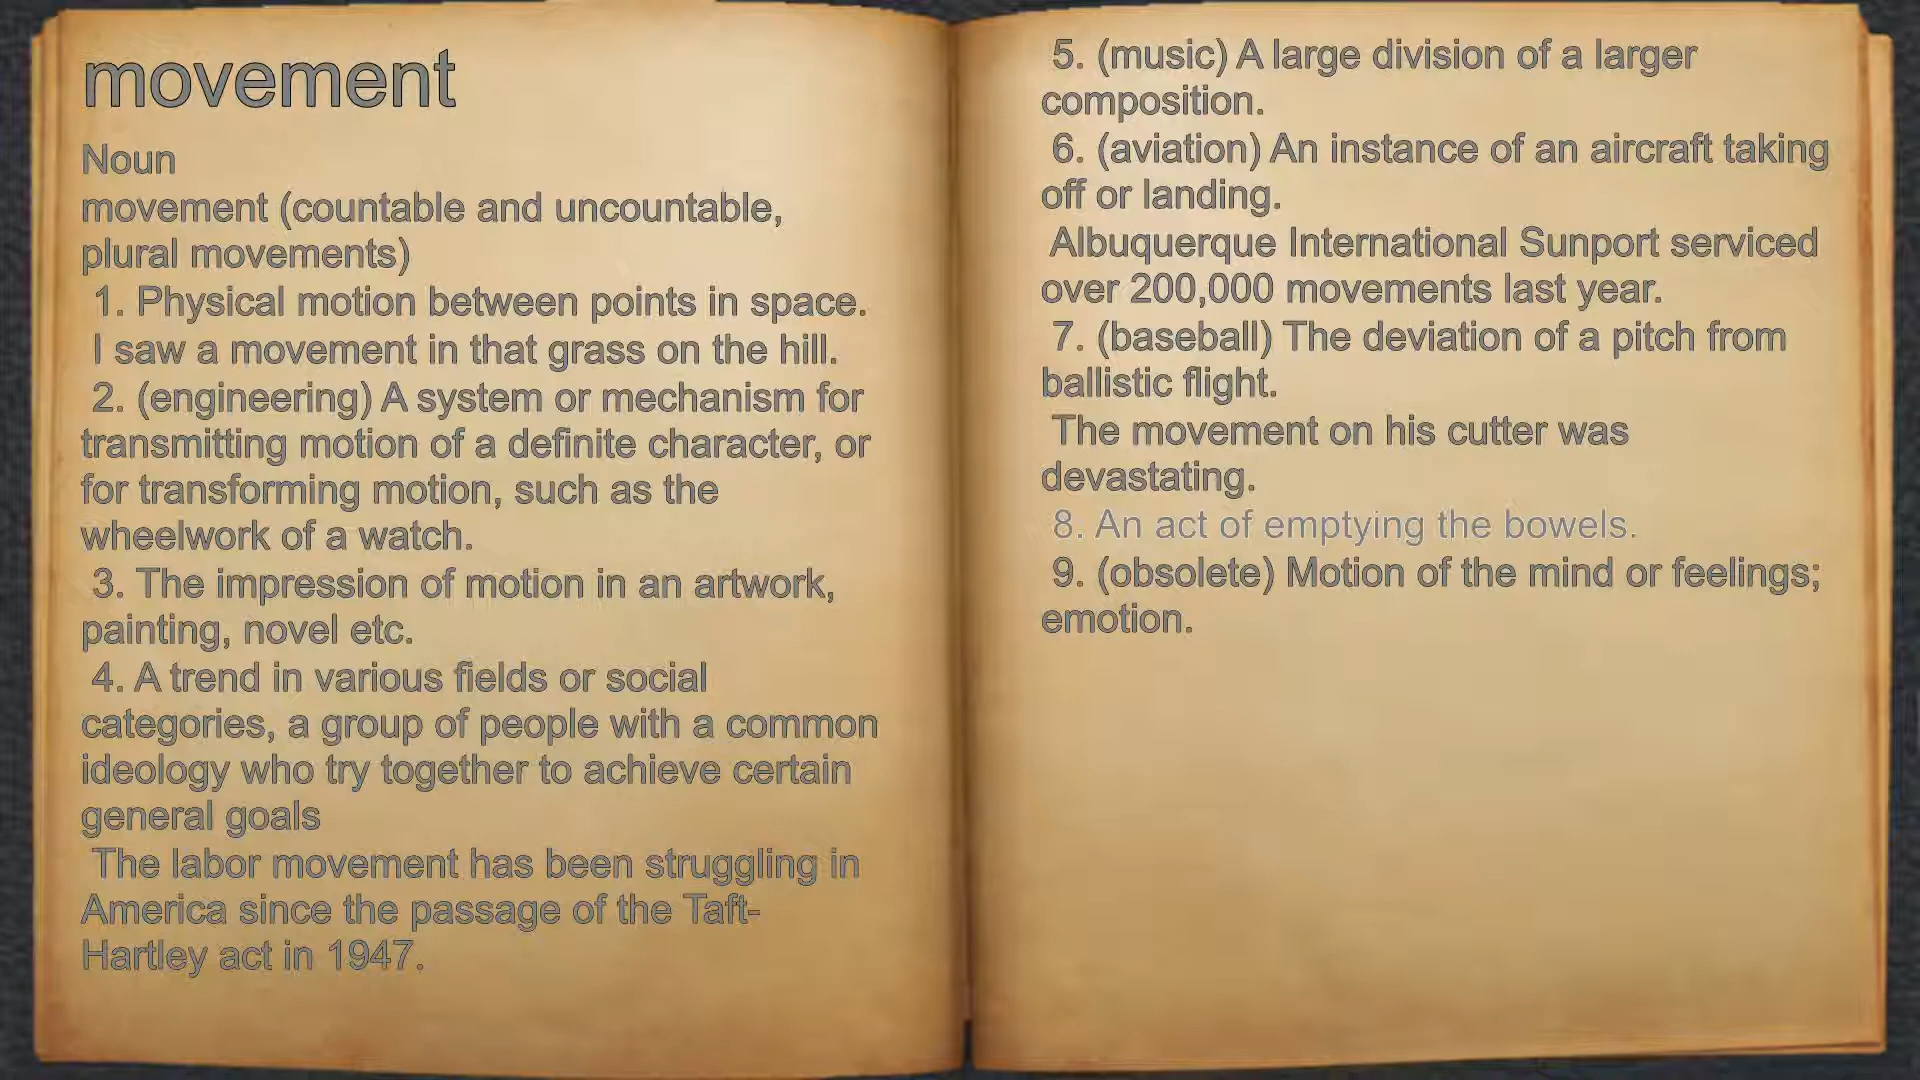 movement
Noun
movement (countable and uncountable,
plural movements)
1. Physical motion between points in space.
I saw a movement in that grass on the hill.
2. (engineering) A system or mechanism for
transmitting motion of a definite character, or
for transforming motion, such as the
wheelwork of a watch.
3. The impression of motion in an artwork,
painting, novel etc.
4. A trend in various fields or social
categories, a group of people with a common
ideology who try together to achieve certain
general goals
The labor movement has been struggling in
America since the passage of the Taft-
Hartley act in 1947.
5. (music) A large division of a larger
composition.
6. (aviation) An instance of an aircraft taking
off or landing.
Albuquerque International Sunport serviced
over 200,000 movements last year.
7. (baseball) The deviation of a pitch from
ballistic flight.
The movement on his cutter was
devastating.
8. An act of emptying the bowels.
9. (obsolete) Motion of the mind or feelings;
emotion.